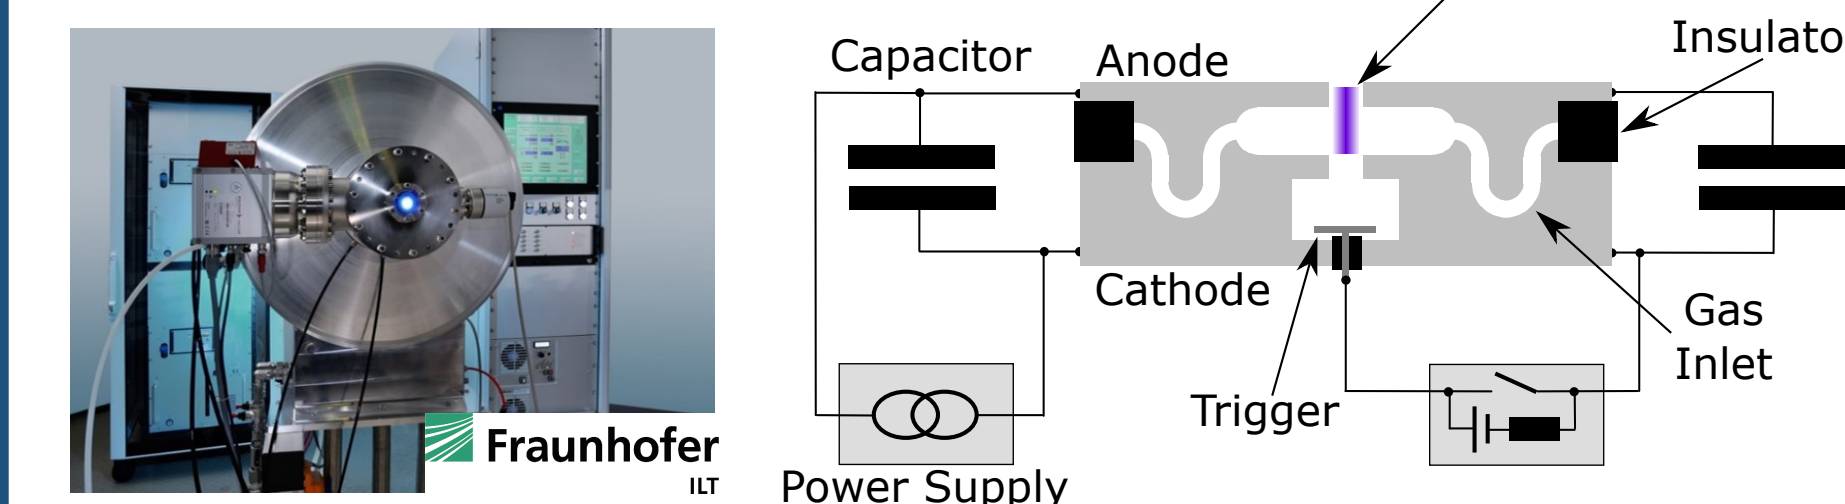 Fraunhofer
ILT
Capacitor
Anode
Insulato
Cathode
Gas
Inlet
Trigger
Power Supply